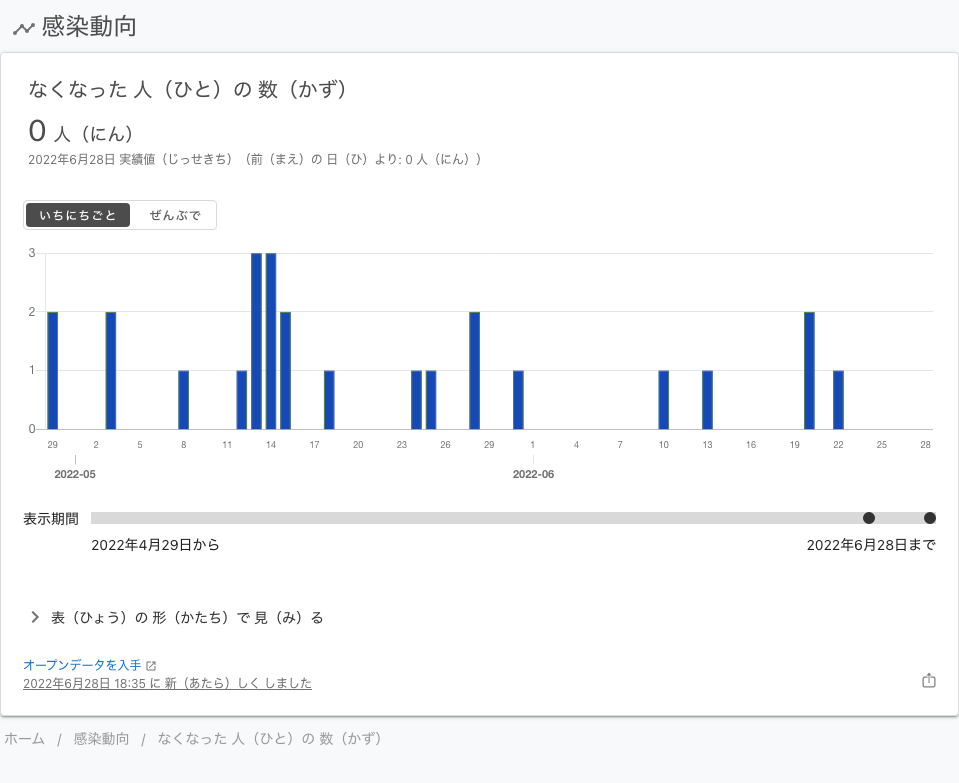 感染動向
なくなった 人（ひと）の 数（かず）
0 人（にん）
2022年6月28日 実績値（じっせきち）（前（まえ）の 日（ひ）より: 0 人（にん））
いちにちごと ぜんぶで
3
2
1
0
29 2 5 8 11 14 17 20 23 26 29 1 4 7 10 13 16 19 22 25 28
2022-05 2022-06
表示期間
2022年4月29日から 2022年6月28日まで
表（ひょう）の 形（かたち）で 見（み）る
オープンデータを入手
2022年6月28日 18:35 に 新（あたら）しく しました
ホーム / 感染動向 / なくなった 人（ひと）の 数（かず）